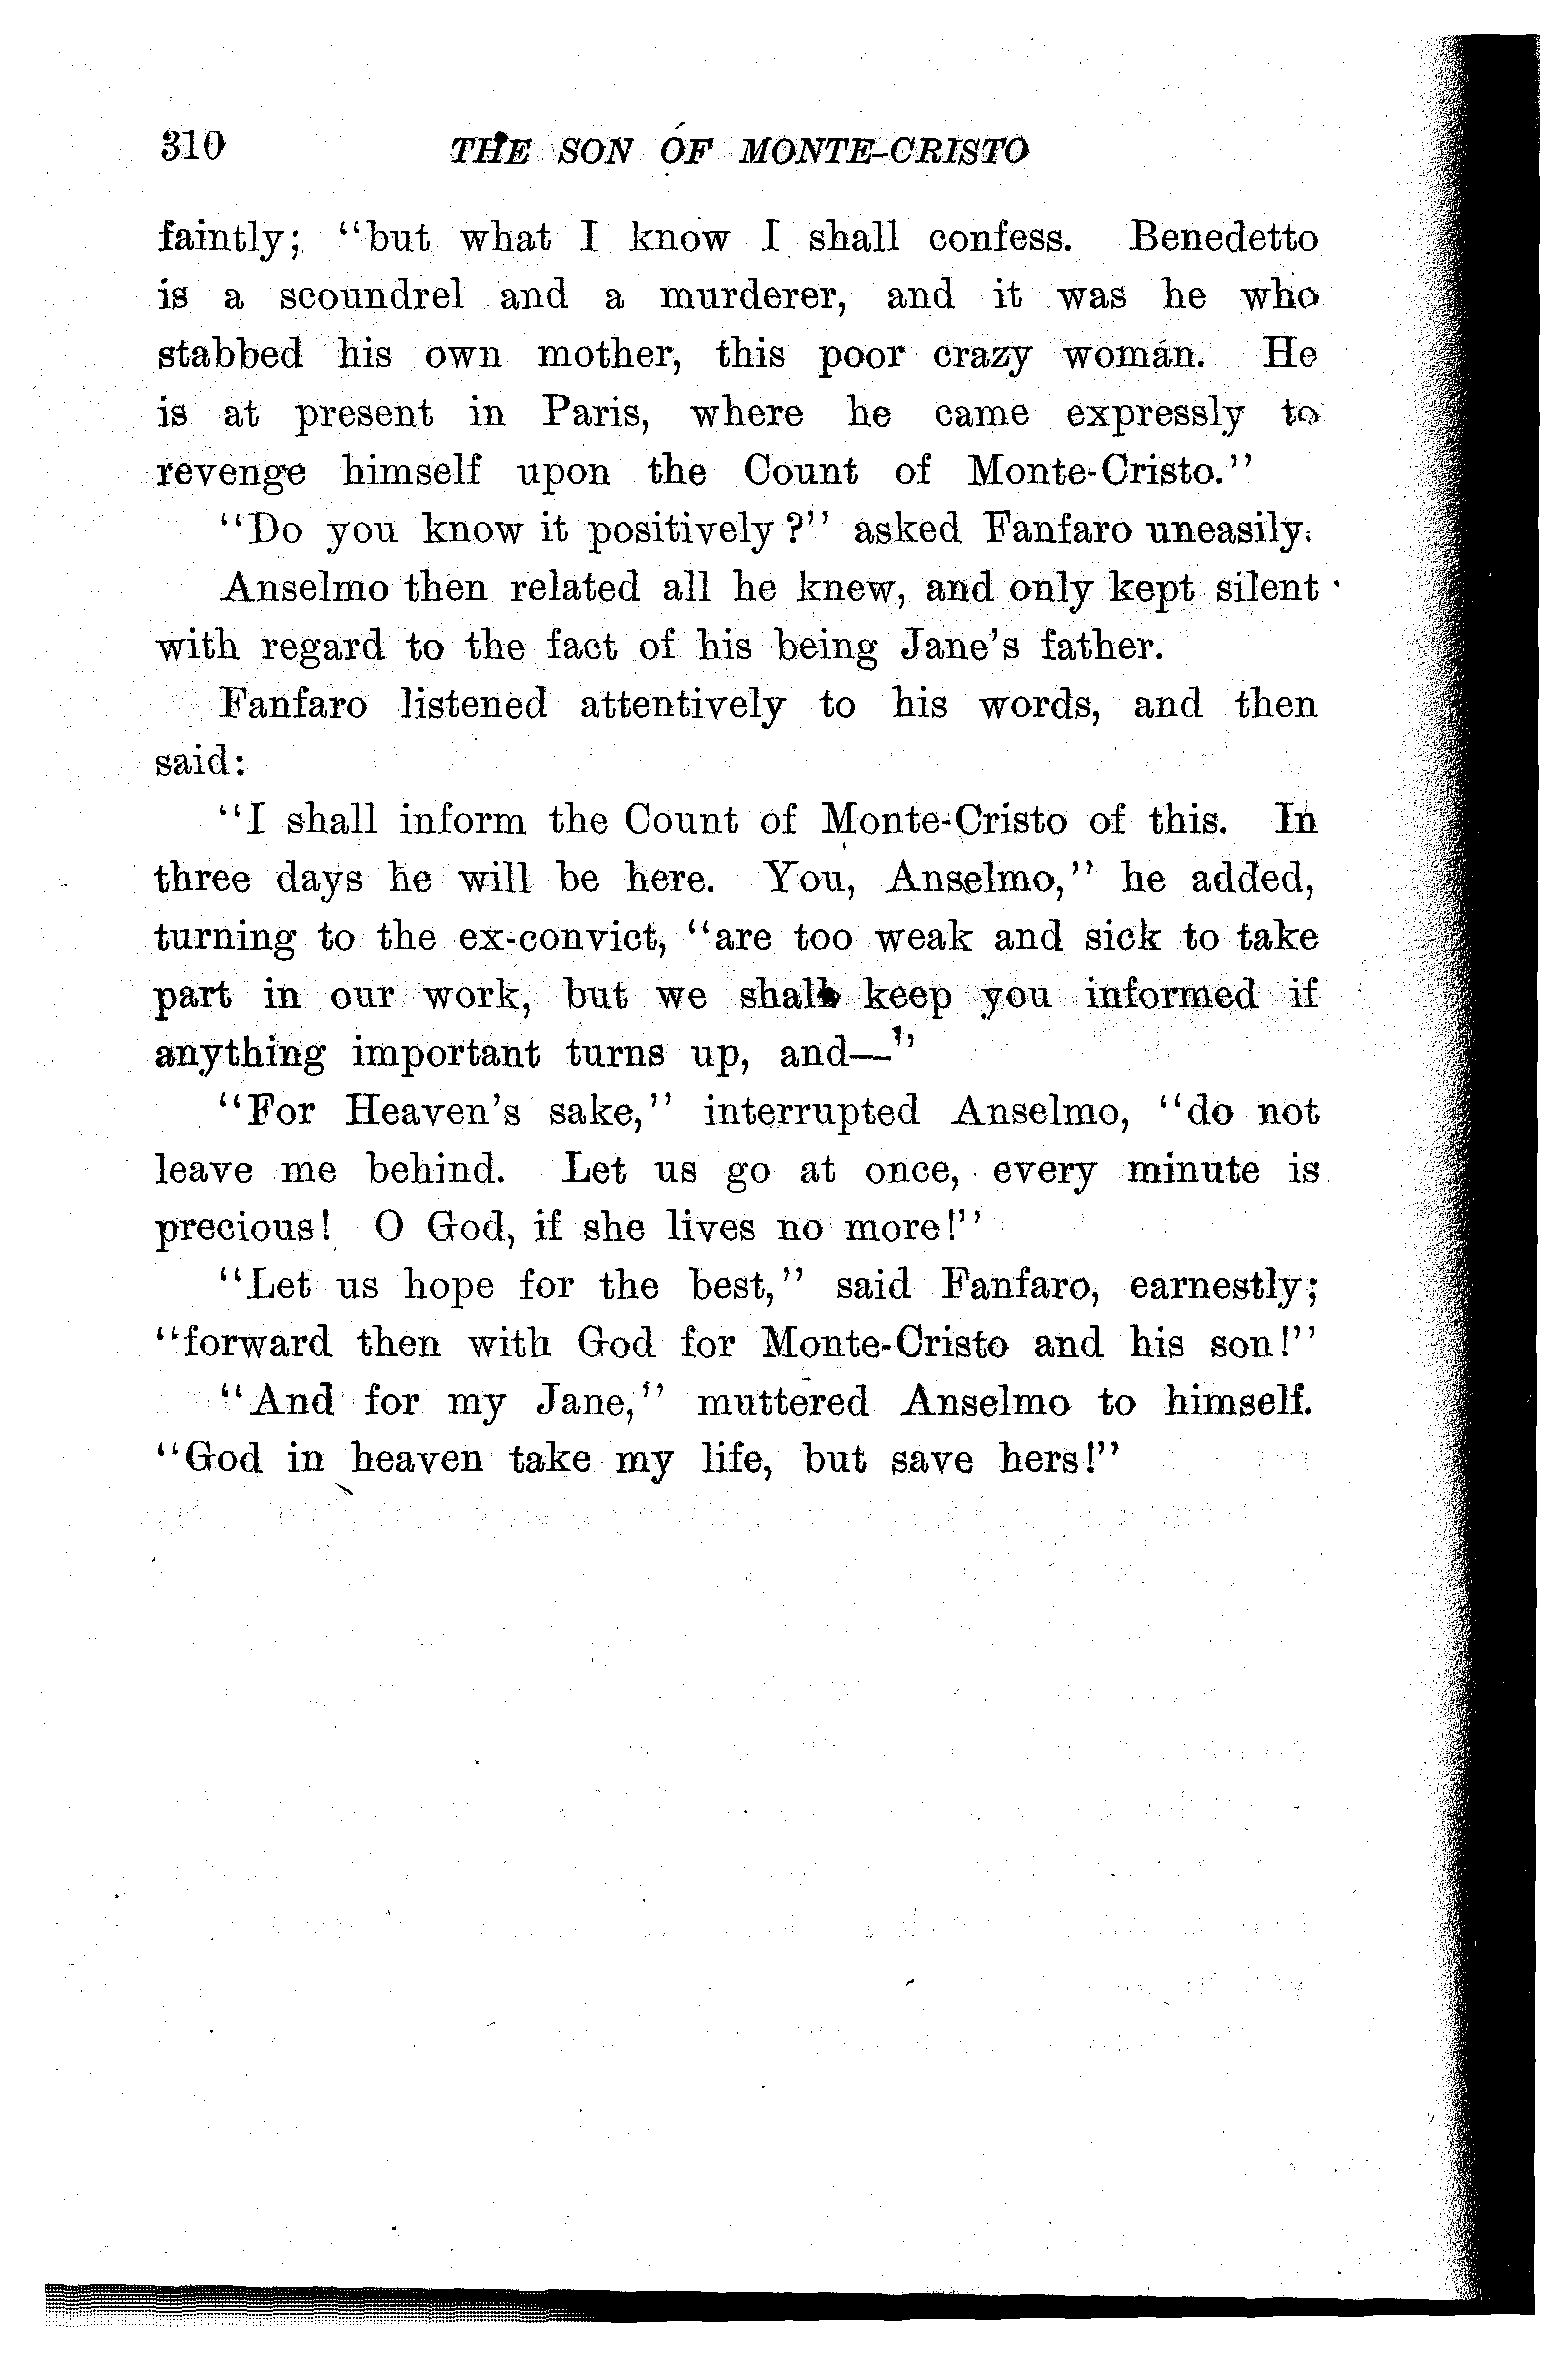 310 THE SON OF MONTE-CRISTO
faintly; "but what I know I shall confess. Benedetto
is a scoundrel and a murderer, and it was he who
stabbed his own mother, this poor crazy woman. He
is at present in Paris, where he came expressly to
revenge himself upon the Count of Monte-Cristo."
"Do you know it positively?" asked Fanfaro uneasily.
Anselmo then related all he knew, and only kept silent
with regard to the fact of his being Jane's father.
Fanfaro listened attentively to his words, and then
said:
"I shall inform the Count of Monte-Cristo of this. In
three days he will be here. You, Anselmo," he added,
turning to the ex-convict, "are too weak and sick to take
part in our work, but we shall keep you informed if
anything important turns up, and—"
"For Heaven's sake," interrupted Anselmo, "do not
leave me behind. Let us go at once, every minute is
precious! O God, if she lives no more!"
"Let us hope for the best," said Fanfaro, earnestly;
"forward then with God for Monte-Cristo and his son!"
"And for my Jane," muttered Anselmo to himself.
"God in heaven take my life, but save hers!"